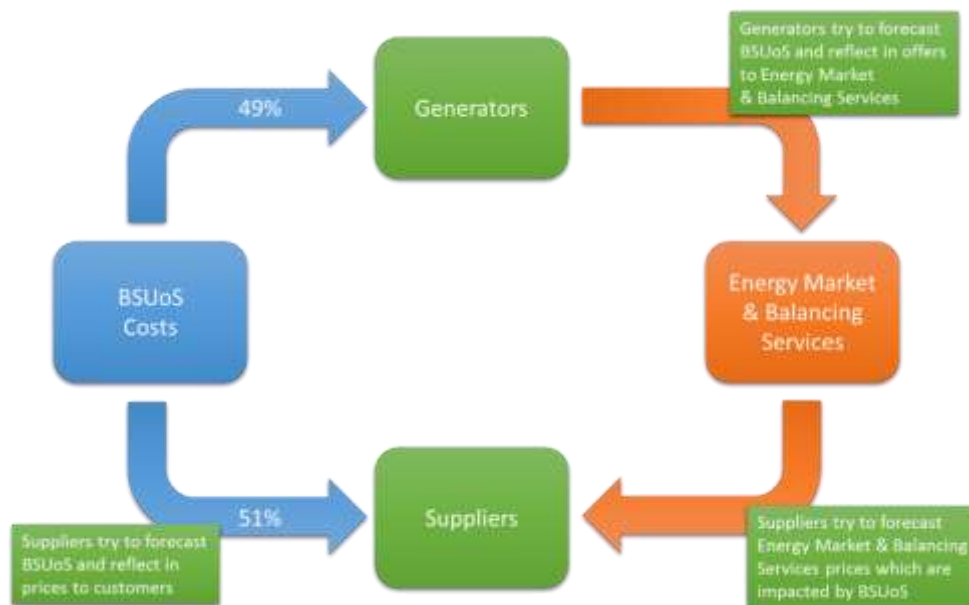 Generators try to forecast
BSUoS and reflect in offers
to Energy Market
& Balancing Services
49%
Generators
BSUoS
Costs
Energy Market
& Balancing
Services
51%
Suppliers
Suppliers try to forecast
BSUoS and reflect in
prices to customers
Suppliers try to forecast
Energy Market & Balancing
Services prices which are
impacted by BSUoS